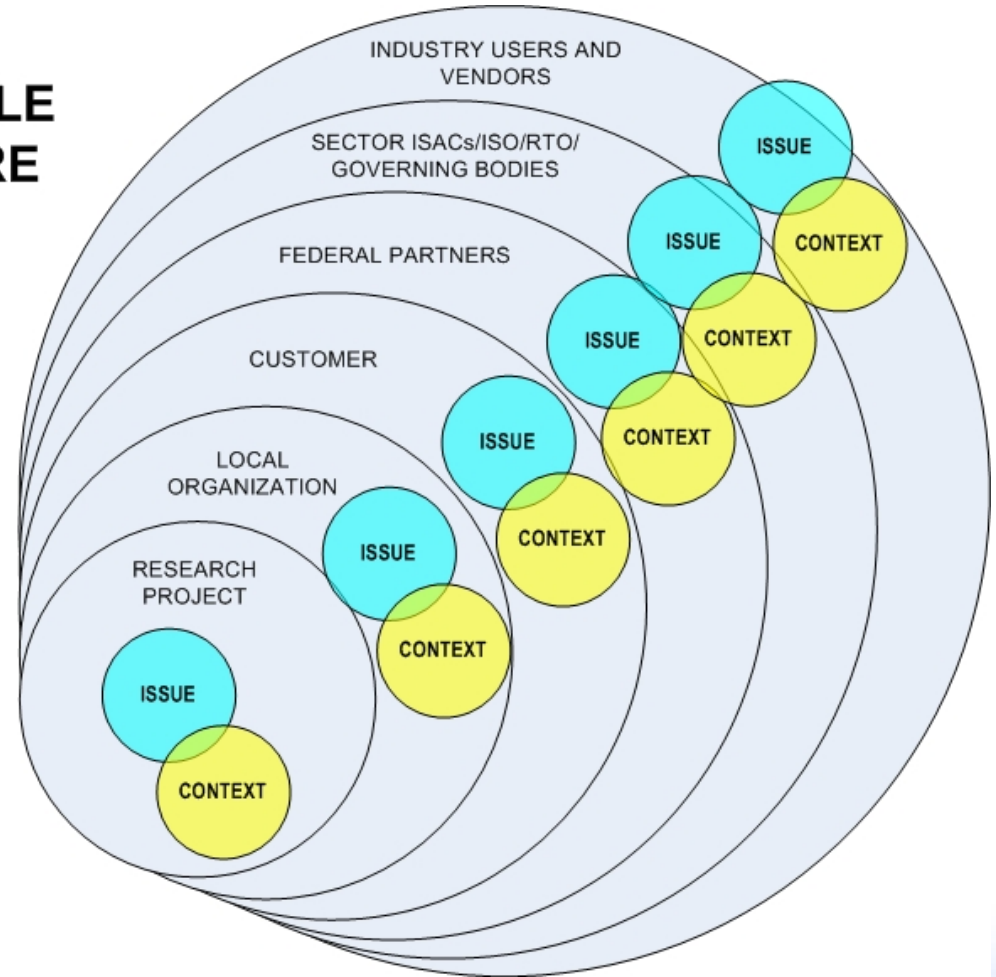 LE
RE
INDUSTRY USERS AND
VENDORS
SECTOR ISACs/ISO/RTO/
GOVERNING BODIES
FEDERAL PARTNERS
CUSTOMER
LOCAL
ORGANIZATION
RESEARCH
PROJECT
ISSUE
CONTEXT
ISSUE
CONTEXT
ISSUE
CONTEXT
ISSUE
CONTEXT
ISSUE
CONTEXT
ISSUE
CONTEXT